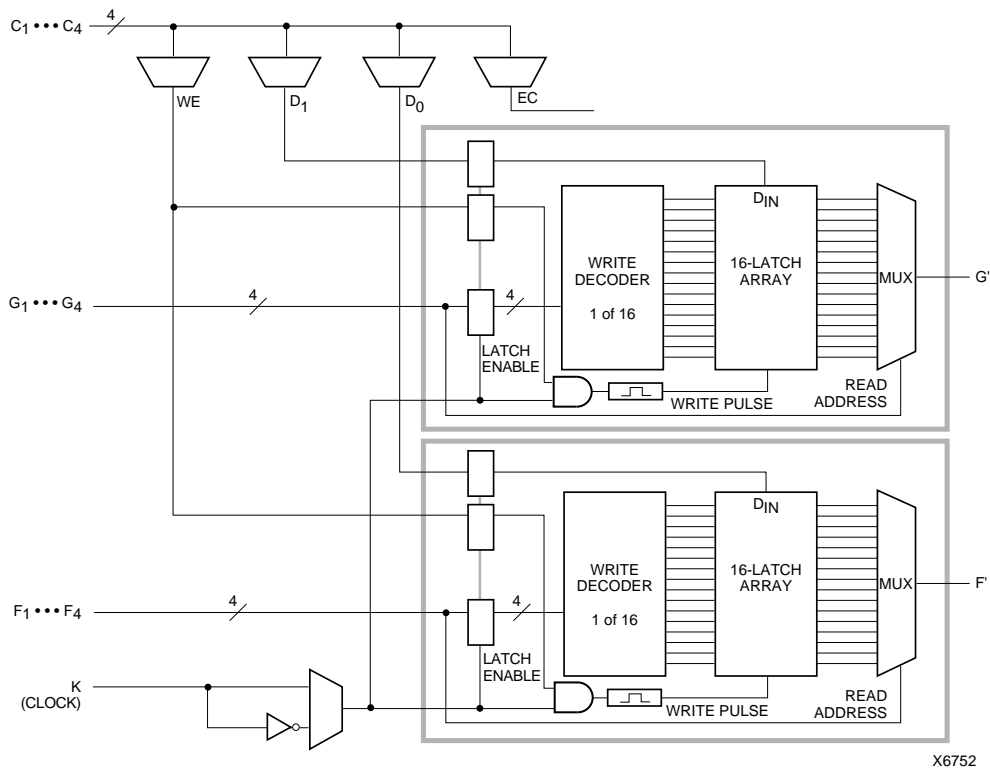 C1 ••• C4
4
WE
D1
D0
EC
DIN
WRITE
DECODER
1 of 16
16-LATCH
ARRAY
MUX
G'
G1 ••• G4
4
4
LATCH
ENABLE
WRITE PULSE
READ
ADDRESS
DIN
WRITE
DECODER
1 of 16
16-LATCH
ARRAY
MUX
F'
F1 ••• F4
4
4
LATCH
ENABLE
WRITE PULSE
READ
ADDRESS
K
(CLOCK)
X6752